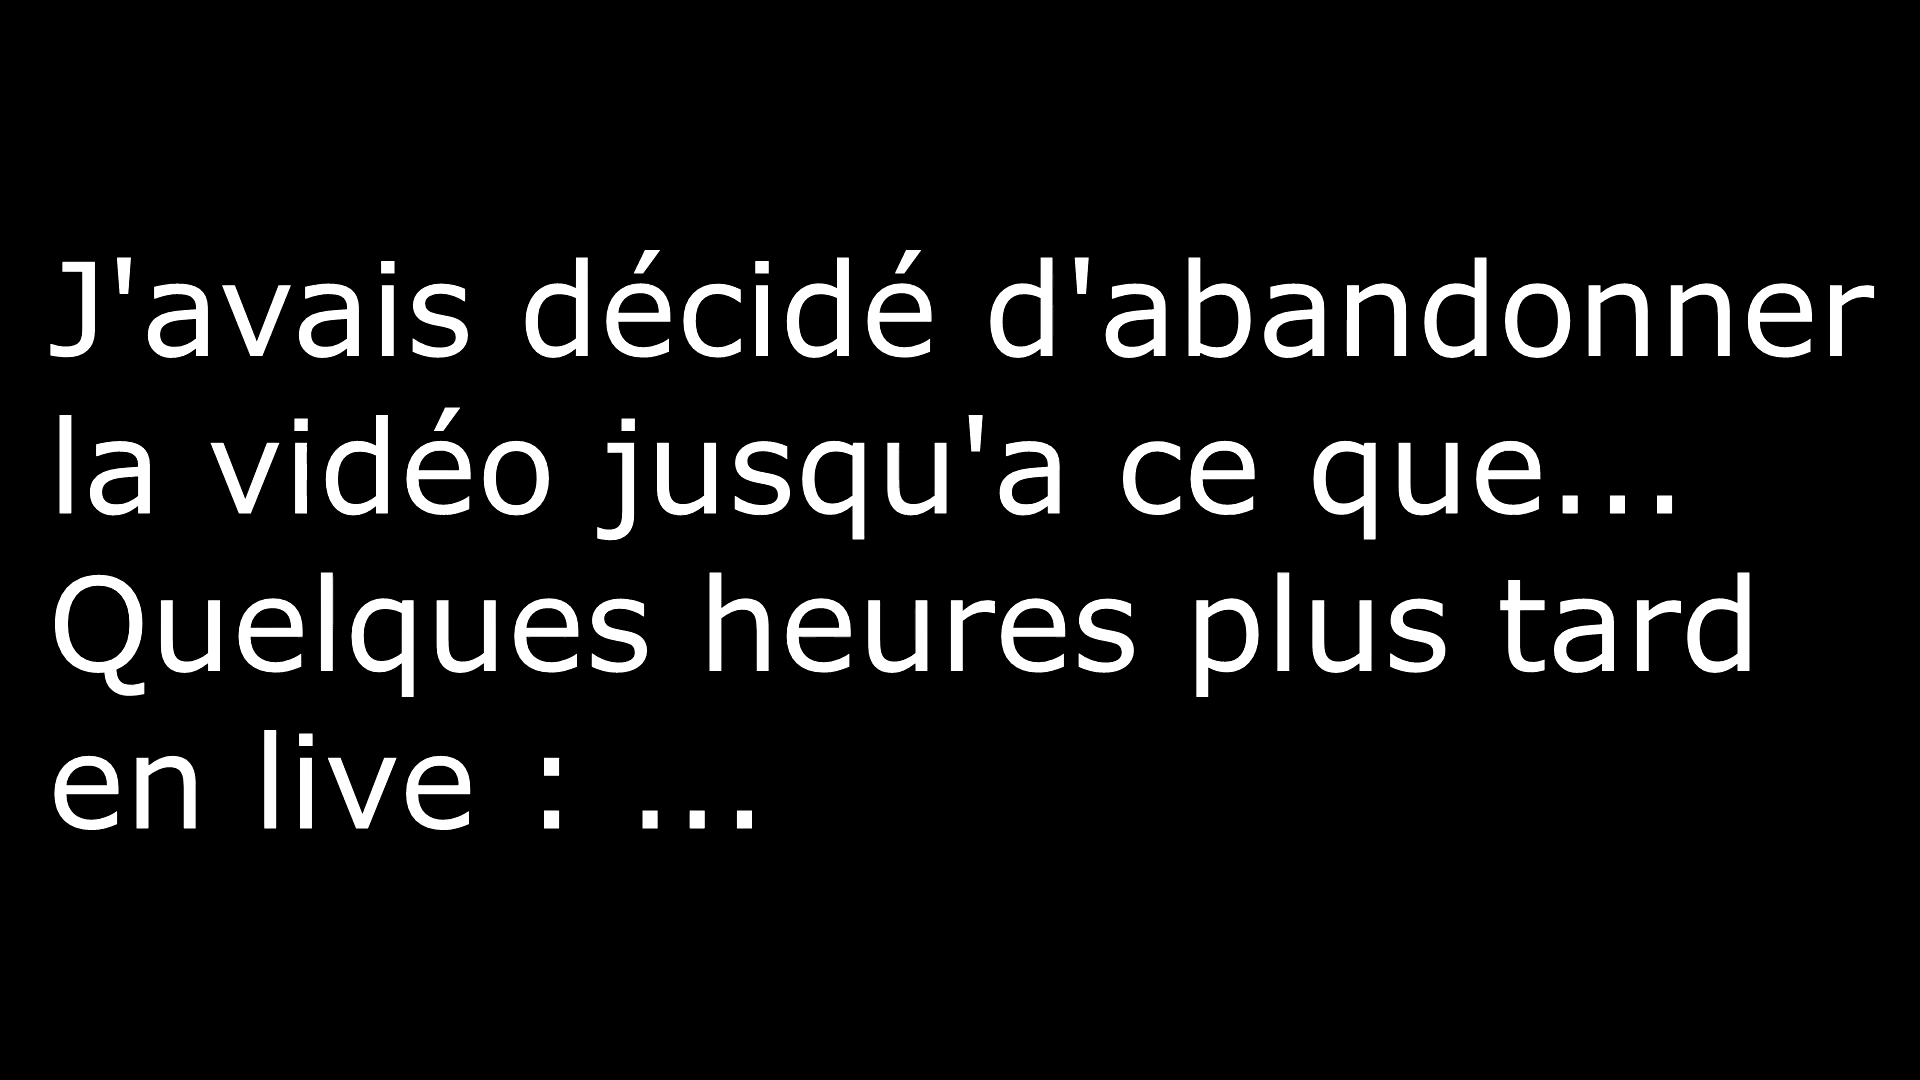 J'avais décidé d'abandonner
la vidéo jusqu'a ce que...
Quelques heures plus tard
en live : ...